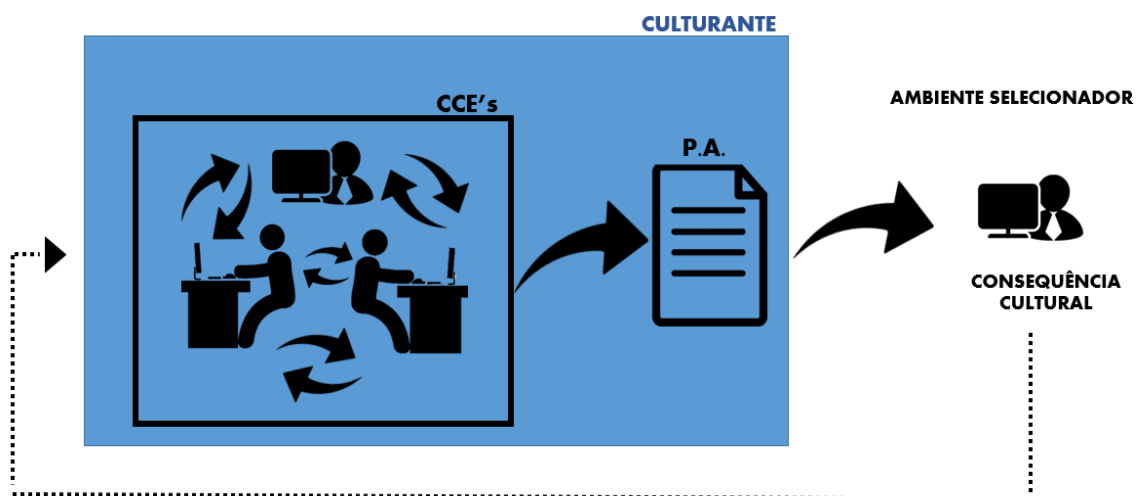 CULTURANTE
CCE's
P.A.
AMBIENTE SELECIONADOR
CONSEQUÊNCIA
CULTURAL